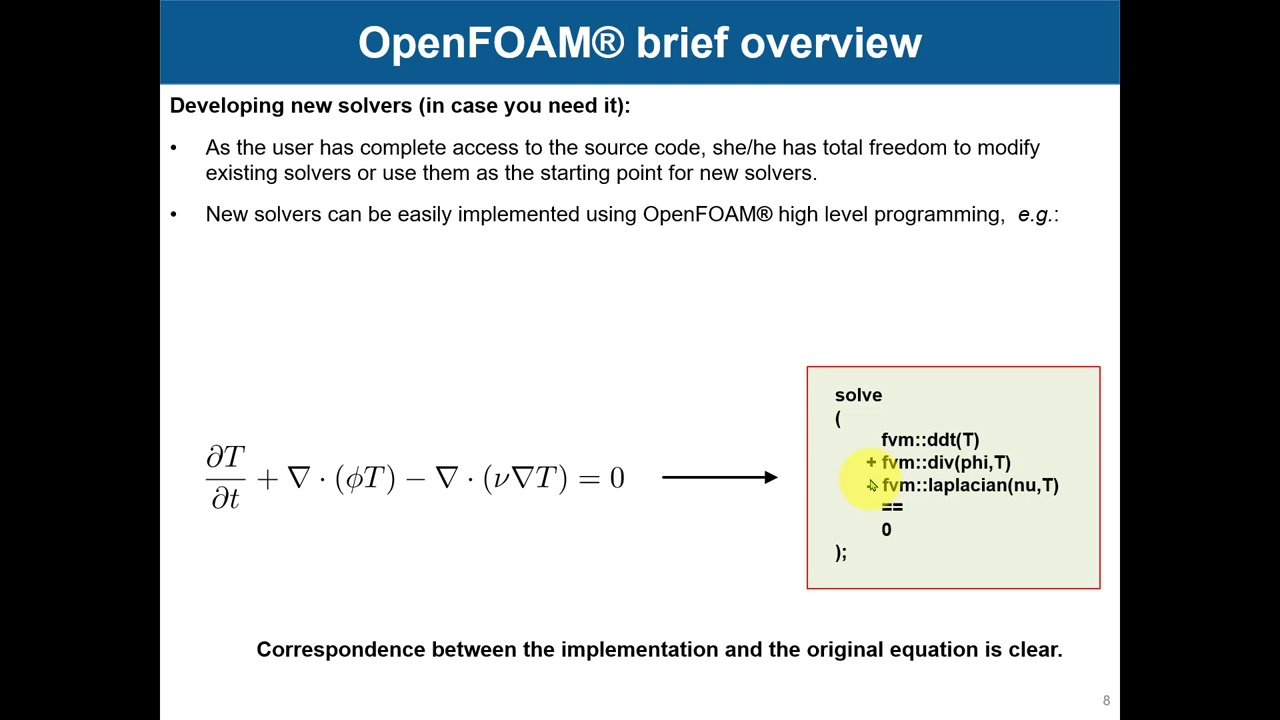 OpenFOAM® brief overview
Developing new solvers (in case you need it):
• As the user has complete access to the source code, she/he has total freedom to modify
existing solvers or use them as the starting point for new solvers.
• New solvers can be easily implemented using OpenFOAM® high level programming, e.g.:
∂T/∂t + ∇ · (ϕT) − ∇ · (ν∇T) = 0
solve
(
fvm::ddt(T)
+ fvm::div(phi,T)
fvm::laplacian(nu,T)
==
0
);
Correspondence between the implementation and the original equation is clear.
8